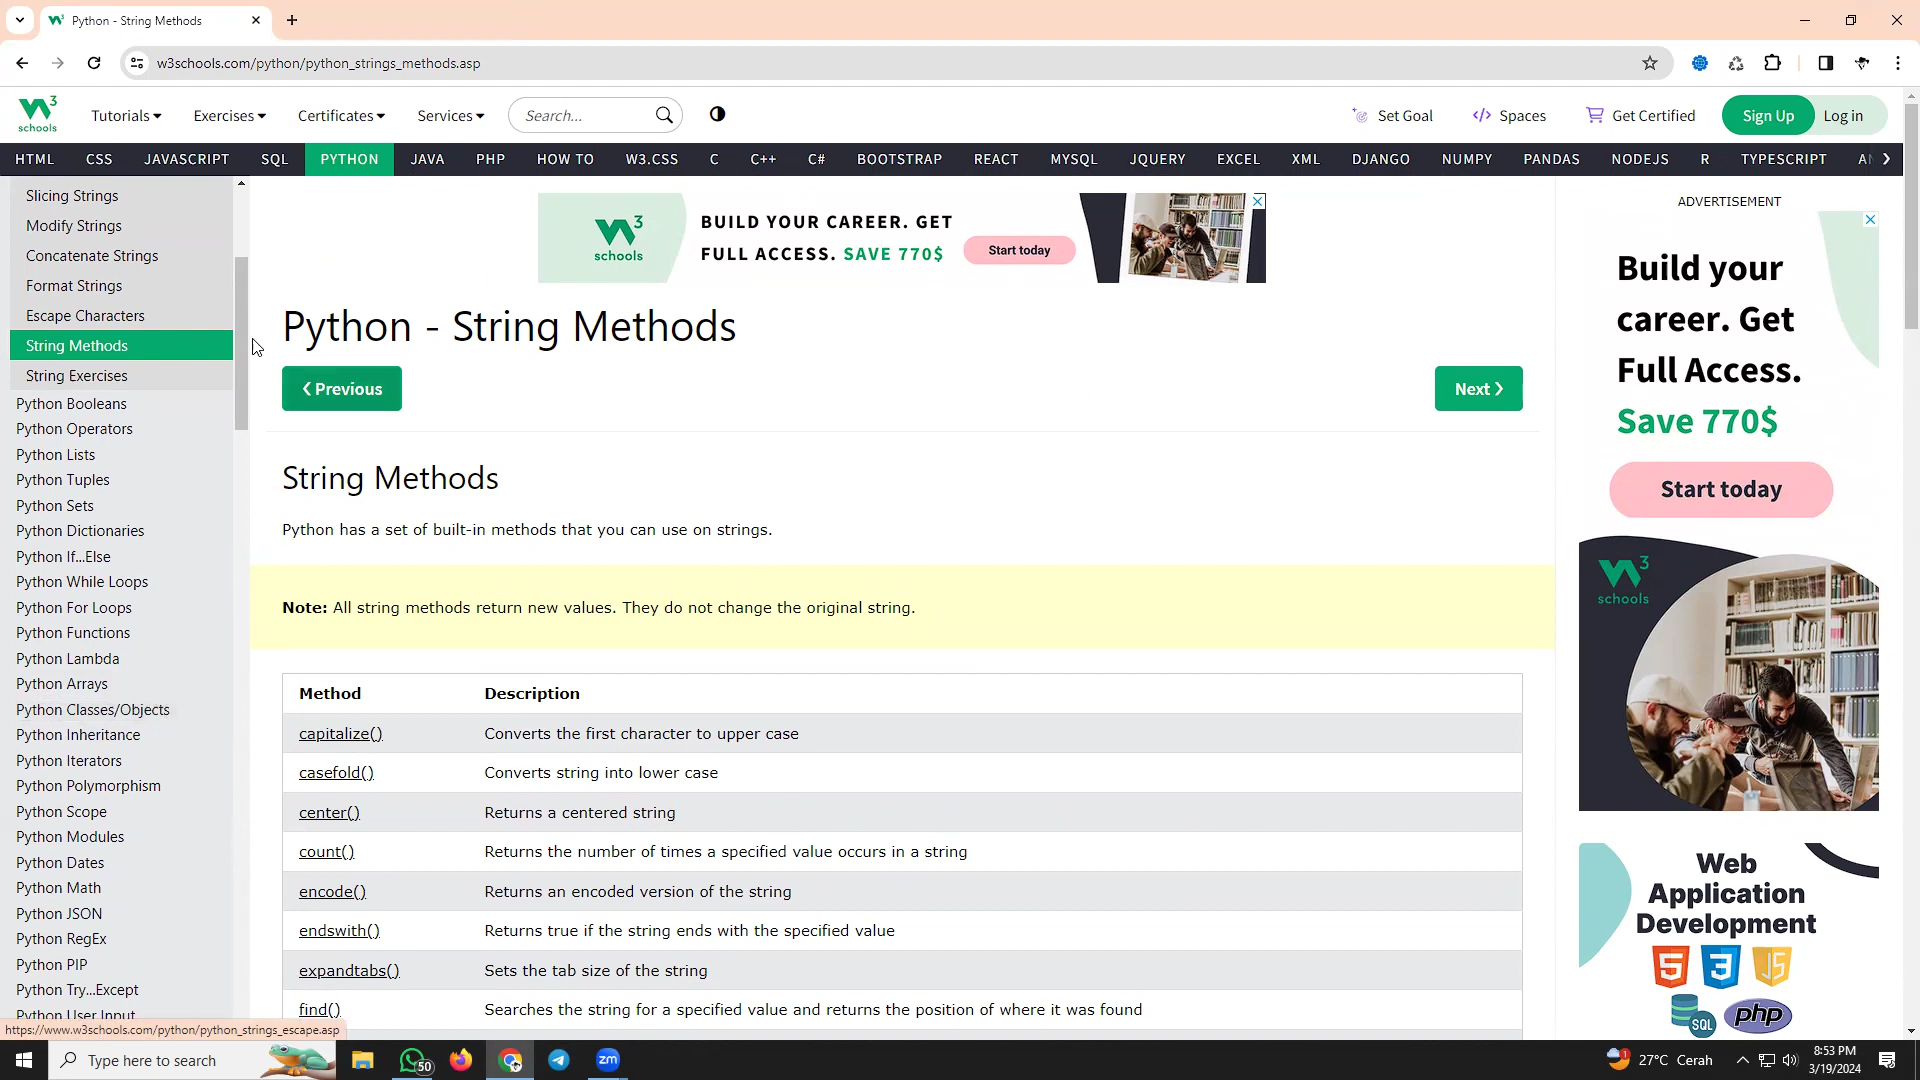 Python - String Methods
w3schools.com/python/python_strings_methods.asp
W3 schools
Tutorials
Exercises
Certificates
Services
Search...
Set Goal
Spaces
Get Certified
Sign Up
Log in
HTML
CSS
JAVASCRIPT
SQL
PYTHON
JAVA
PHP
HOW TO
W3.CSS
C
C++
C#
BOOTSTRAP
REACT
MYSQL
JQUERY
EXCEL
XML
DJANGO
NUMPY
PANDAS
NODEJS
R
TYPESCRIPT
Slicing Strings
Modify Strings
Concatenate Strings
Format Strings
Escape Characters
String Methods
String Exercises
Python Booleans
Python Operators
Python Lists
Python Tuples
Python Sets
Python Dictionaries
Python If...Else
Python While Loops
Python For Loops
Python Functions
Python Lambda
Python Arrays
Python Classes/Objects
Python Inheritance
Python Iterators
Python Polymorphism
Python Scope
Python Modules
Python Dates
Python Math
Python JSON
Python RegEx
Python PIP
Python Try...Except
Python User Input
https://www.w3schools.com/python/python_strings_escape.asp
W3 schools
BUILD YOUR CAREER. GET
FULL ACCESS. SAVE 770$
Start today
Python - String Methods
❮ Previous
Next ❯
String Methods
Python has a set of built-in methods that you can use on strings.
Note: All string methods return new values. They do not change the original string.
Method Description
capitalize() Converts the first character to upper case
casefold() Converts string into lower case
center() Returns a centered string
count() Returns the number of times a specified value occurs in a string
encode() Returns an encoded version of the string
endswith() Returns true if the string ends with the specified value
expandtabs() Sets the tab size of the string
find() Searches the string for a specified value and returns the position of where it was found
ADVERTISEMENT
Build your
career. Get
Full Access.
Save 770$
Start today
W3 schools
Web
Application
Development
5 3 JS
SQL php
Type here to search
50
zm
1
27°C Cerah
8:53 PM
3/19/2024